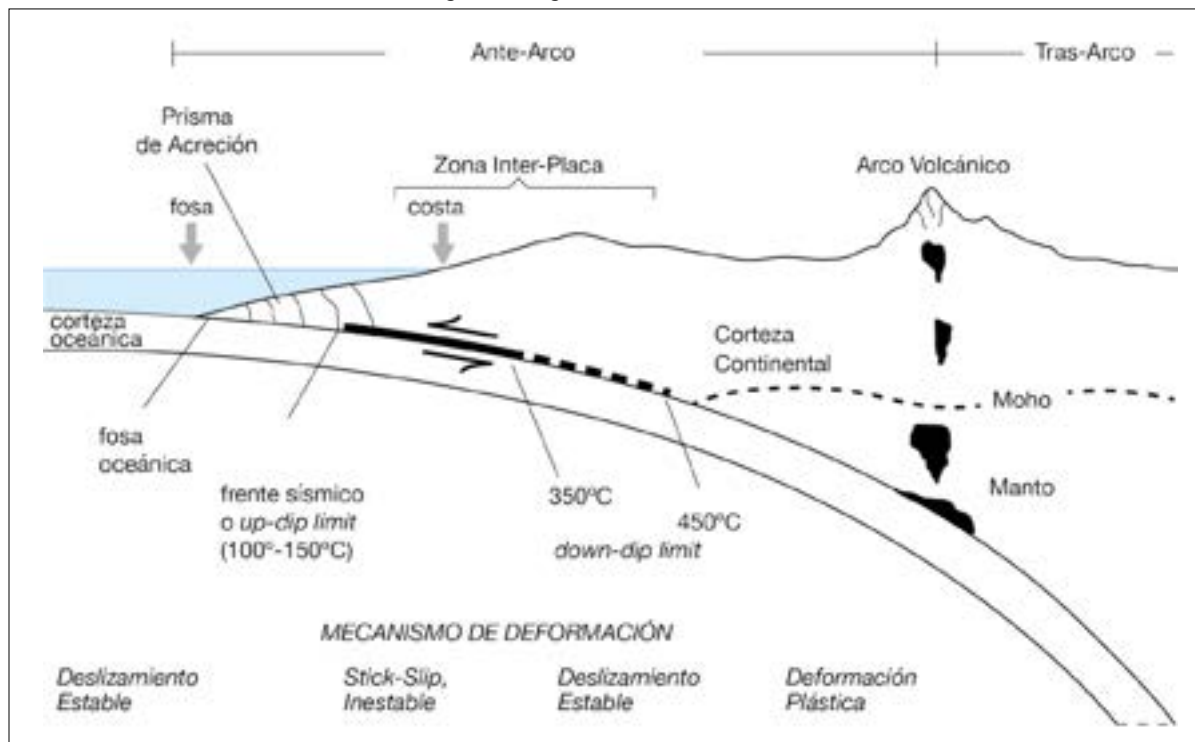 Ante-Arco
Tras-Arco
Prisma
de Acreción
Zona Inter-Placa
Arco Volcánico
fosa
costa
corteza
oceánica
Corteza
Continental
Moho
fosa
oceánica
frente sísmico
o up-dip limit
(100º-150ºC)
350ºC
450ºC
down-dip limit
Manto
MECANISMO DE DEFORMACIÓN
Deslizamiento
Estable
Stick-Slip,
Inestable
Deslizamiento
Estable
Deformación
Plástica